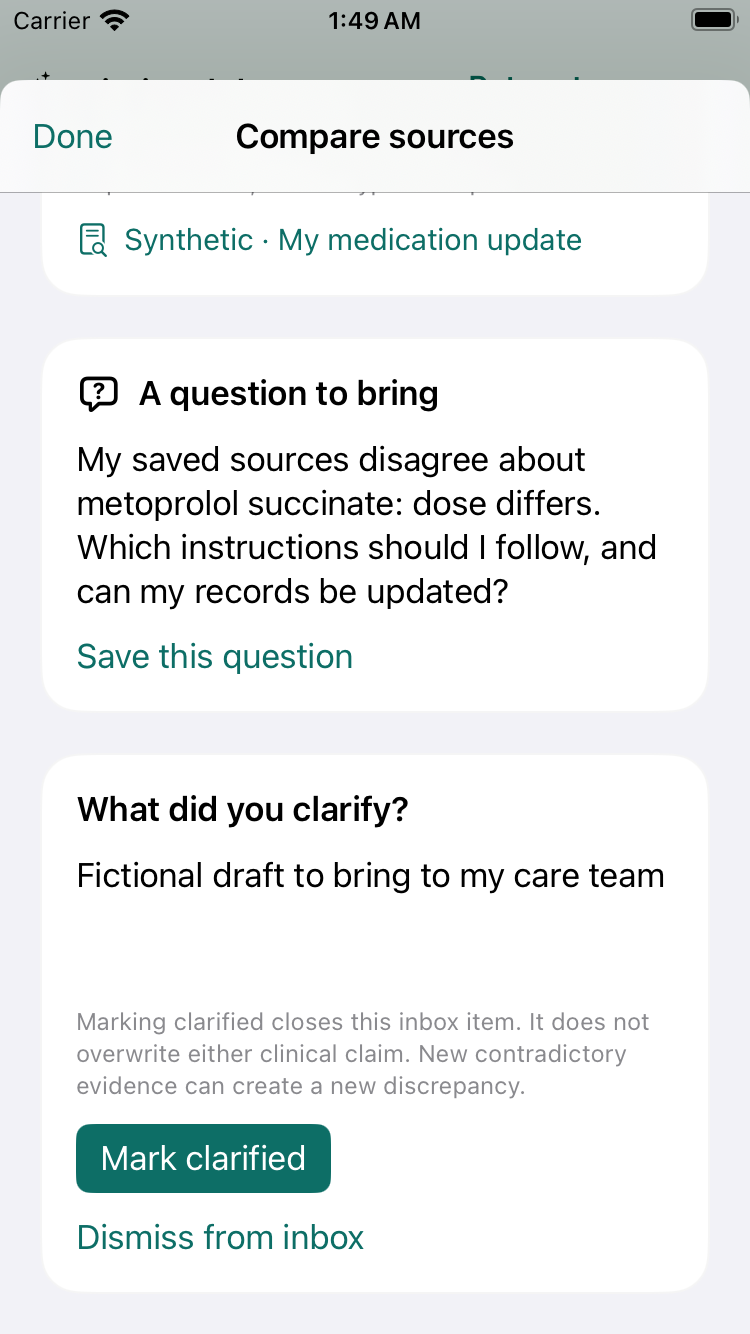 Carrier 1:49 AM
Done Compare sources
Synthetic · My medication update
A question to bring
My saved sources disagree about
metoprolol succinate: dose differs.
Which instructions should I follow, and
can my records be updated?
Save this question
What did you clarify?
Fictional draft to bring to my care team
Marking clarified closes this inbox item. It does not
overwrite either clinical claim. New contradictory
evidence can create a new discrepancy.
Mark clarified
Dismiss from inbox